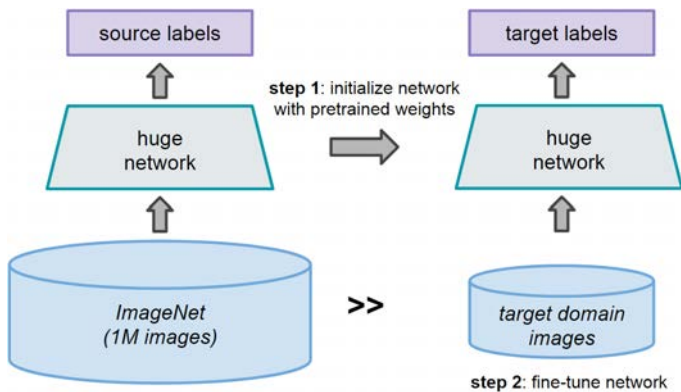 source labels
target labels
step 1: initialize network
with pretrained weights
huge
network
huge
network
ImageNet
(1M images)
>>
target domain
images
step 2: fine-tune network